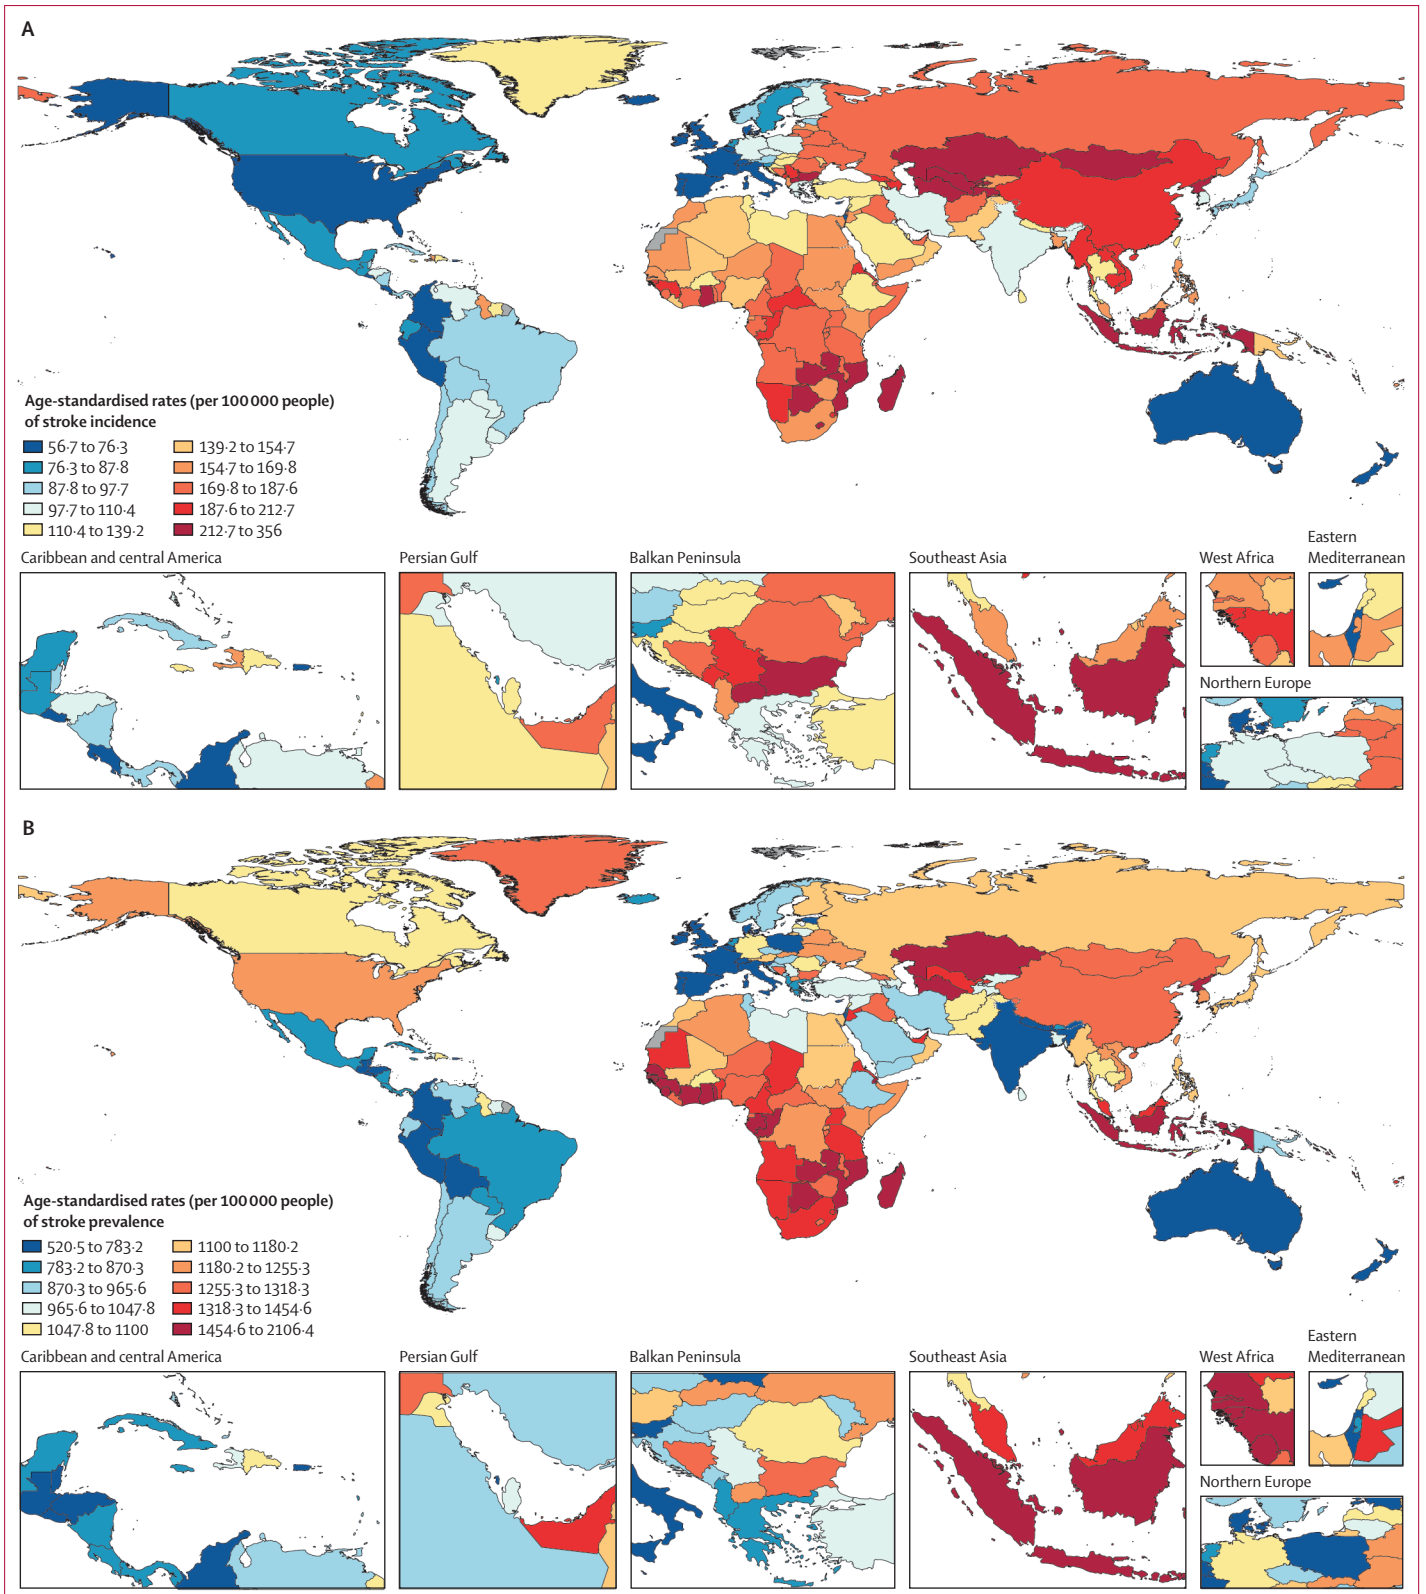 A
Age-standardised rates (per 100 000 people)
of stroke incidence
56·7 to 76·3
76·3 to 87·8
87·8 to 97·7
97·7 to 110·4
110·4 to 139·2
139·2 to 154·7
154·7 to 169·8
169·8 to 187·6
187·6 to 212·7
212·7 to 356
Caribbean and central America
Persian Gulf
Balkan Peninsula
Southeast Asia
West Africa
Eastern
Mediterranean
Northern Europe
B
Age-standardised rates (per 100 000 people)
of stroke prevalence
520·5 to 783·2
783·2 to 870·3
870·3 to 965·6
965·6 to 1047·8
1047·8 to 1100
1100 to 1180·2
1180·2 to 1255·3
1255·3 to 1318·3
1318·3 to 1454·6
1454·6 to 2106·4
Caribbean and central America
Persian Gulf
Balkan Peninsula
Southeast Asia
West Africa
Eastern
Mediterranean
Northern Europe